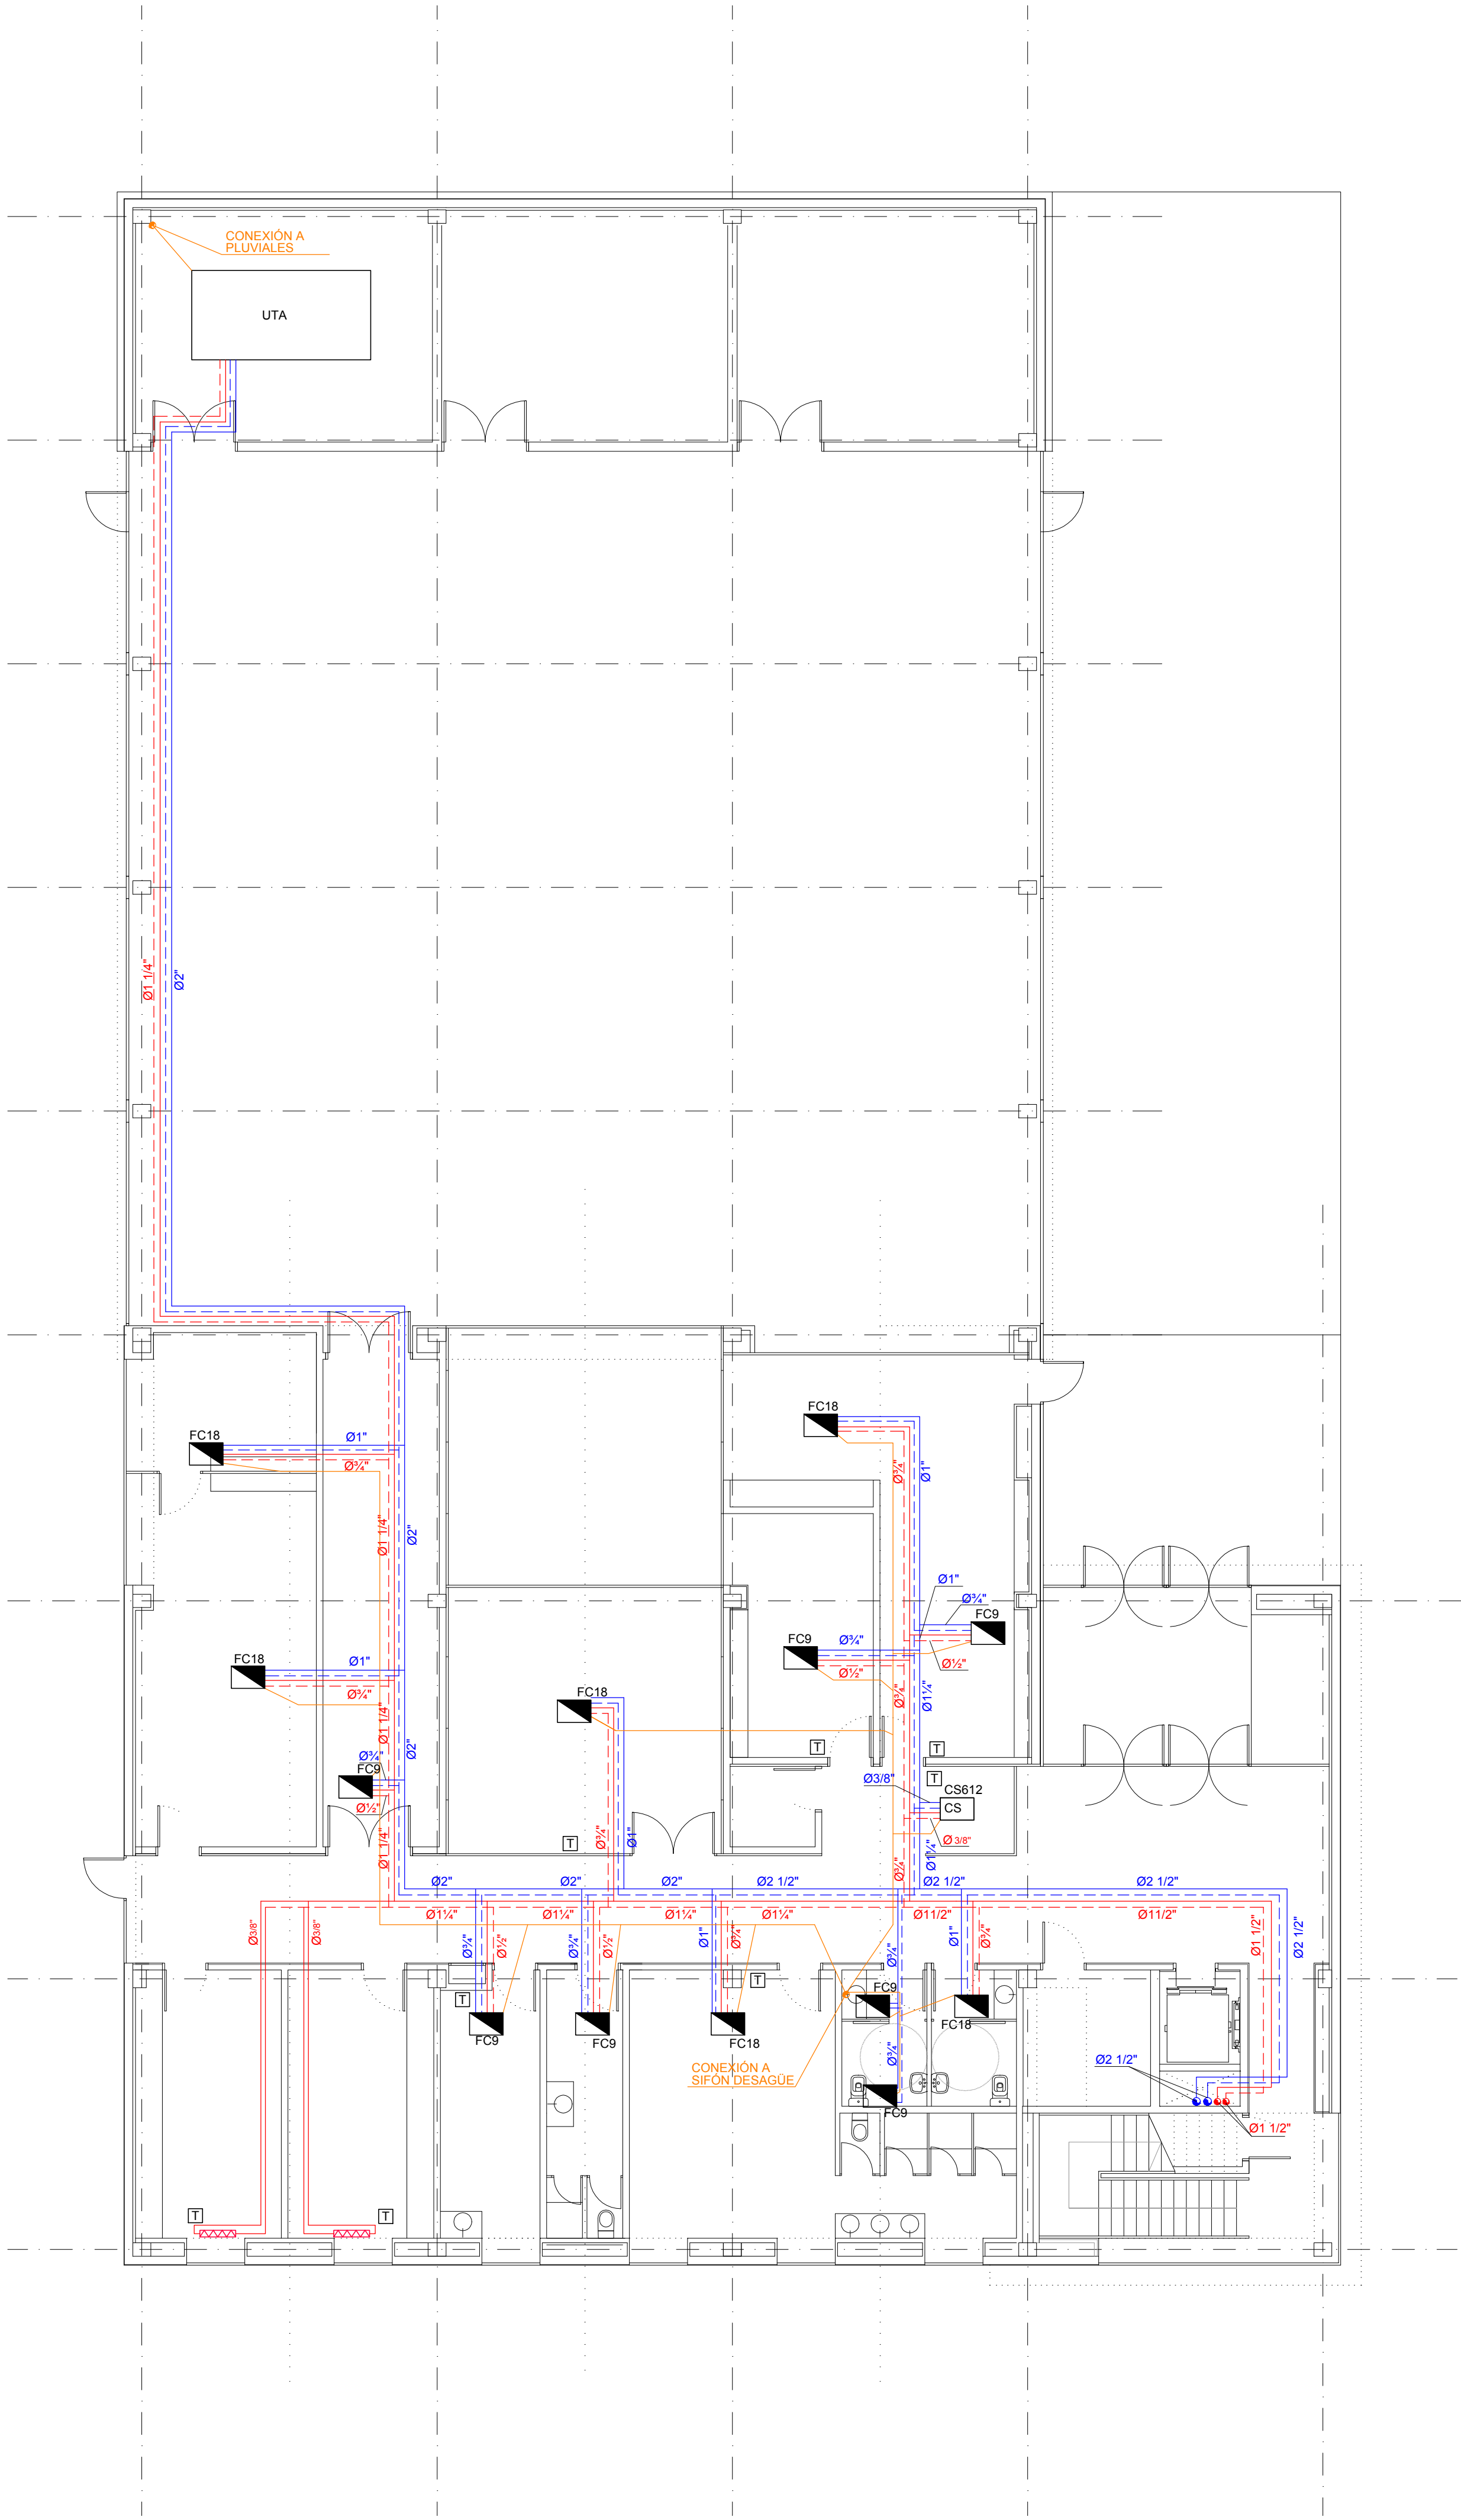 CONEXIÓN A
PLUVIALES
UTA
Ø1 1/4"
Ø2"
FC18
Ø1"
Ø¾"
FC18
Ø¾"
Ø1"
Ø1 1/4"
Ø2"
Ø1"
Ø¾"
FC9
FC9
Ø¾"
Ø½"
Ø½"
FC18
Ø1"
Ø¾"
FC18
Ø¾"
Ø1¼"
Ø1 1/4"
Ø2"
T
T
T
Ø¾"
FC9
Ø½"
Ø3/8"
CS612
CS
Ø 3/8"
Ø1 1/4"
T
Ø¾"
Ø1"
Ø¾"
Ø1¼"
Ø2"
Ø2"
Ø2"
Ø2 1/2"
Ø2 1/2"
Ø2 1/2"
Ø1¼"
Ø1¼"
Ø1¼"
Ø1¼"
Ø11/2"
Ø11/2"
Ø3/8"
Ø3/8"
Ø¾"
Ø½"
Ø¾"
Ø½"
Ø1"
Ø¾"
Ø¾"
Ø1"
Ø¾"
Ø1 1/2"
Ø2 1/2"
T
T
FC9
FC18
FC9
FC9
FC18
Ø¾"
Ø2 1/2"
CONEXIÓN A
SIFÓN DESAGÜE
FC9
Ø1 1/2"
T
T